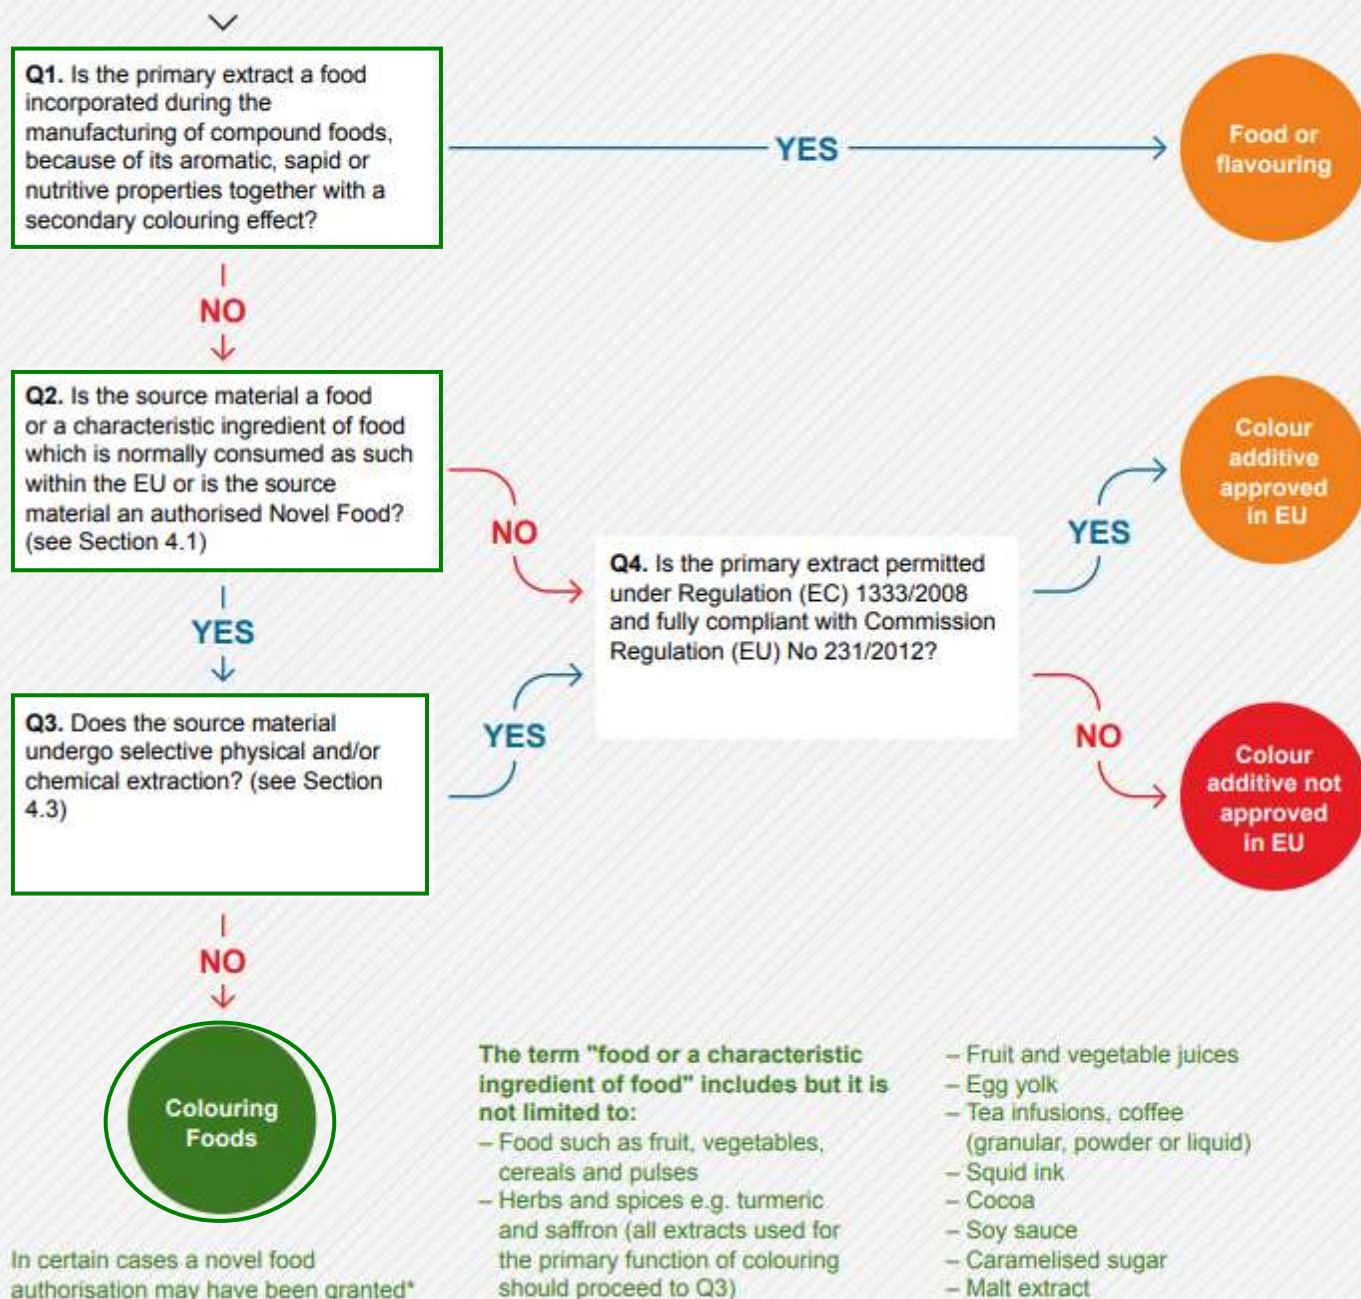 Q1. Is the primary extract a food
incorporated during the
manufacturing of compound foods,
because of its aromatic, sapid or
nutritive properties together with a
secondary colouring effect?
YES
Food or
flavouring
NO
Q2. Is the source material a food
or a characteristic ingredient of food
which is normally consumed as such
within the EU or is the source
material an authorised Novel Food?
(see Section 4.1)
NO
Q4. Is the primary extract permitted
under Regulation (EC) 1333/2008
and fully compliant with Commission
Regulation (EU) No 231/2012?
YES
Colour
additive
approved
in EU
YES
Q3. Does the source material
undergo selective physical and/or
chemical extraction? (see Section
4.3)
YES
NO
Colour
additive not
approved
in EU
NO
Colouring
Foods
In certain cases a novel food
authorisation may have been granted*
The term "food or a characteristic
ingredient of food" includes but it is
not limited to:
– Food such as fruit, vegetables,
cereals and pulses
– Herbs and spices e.g. turmeric
and saffron (all extracts used for
the primary function of colouring
should proceed to Q3)
– Fruit and vegetable juices
– Egg yolk
– Tea infusions, coffee
(granular, powder or liquid)
– Squid ink
– Cocoa
– Soy sauce
– Caramelised sugar
– Malt extract